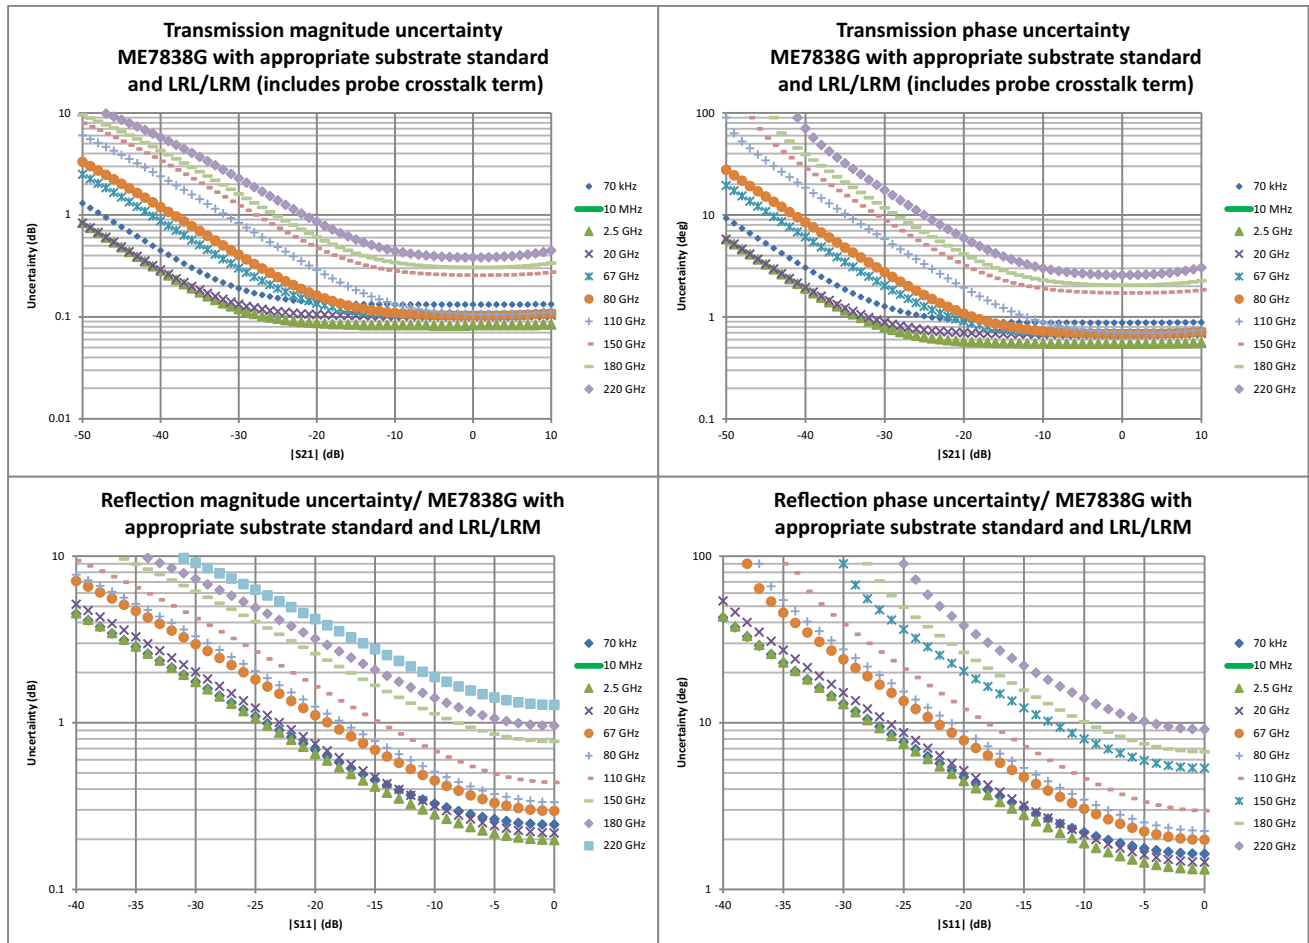 Transmission magnitude uncertainty
ME7838G with appropriate substrate standard
and LRL/LRM (includes probe crosstalk term)
10
1
0.1
0.01
Uncertainty (dB)
-50
-40
-30
-20
-10
0
10
|S21| (dB)
70 kHz
10 MHz
2.5 GHz
20 GHz
67 GHz
80 GHz
110 GHz
150 GHz
180 GHz
220 GHz
Transmission phase uncertainty
ME7838G with appropriate substrate standard
and LRL/LRM (includes probe crosstalk term)
100
10
1
0.1
Uncertainty (deg)
-50
-40
-30
-20
-10
0
10
|S21| (dB)
70 kHz
10 MHz
2.5 GHz
20 GHz
67 GHz
80 GHz
110 GHz
150 GHz
180 GHz
220 GHz
Reflection magnitude uncertainty/ ME7838G with
appropriate substrate standard and LRL/LRM
10
1
0.1
Uncertainty (dB)
-40
-35
-30
-25
-20
-15
-10
-5
0
|S11| (dB)
70 kHz
10 MHz
2.5 GHz
20 GHz
67 GHz
80 GHz
110 GHz
150 GHz
180 GHz
220 GHz
Reflection phase uncertainty/ ME7838G with
appropriate substrate standard and LRL/LRM
100
10
1
Uncertainty (deg)
-40
-35
-30
-25
-20
-15
-10
-5
0
|S11| (dB)
70 kHz
10 MHz
2.5 GHz
20 GHz
67 GHz
80 GHz
110 GHz
150 GHz
180 GHz
220 GHz